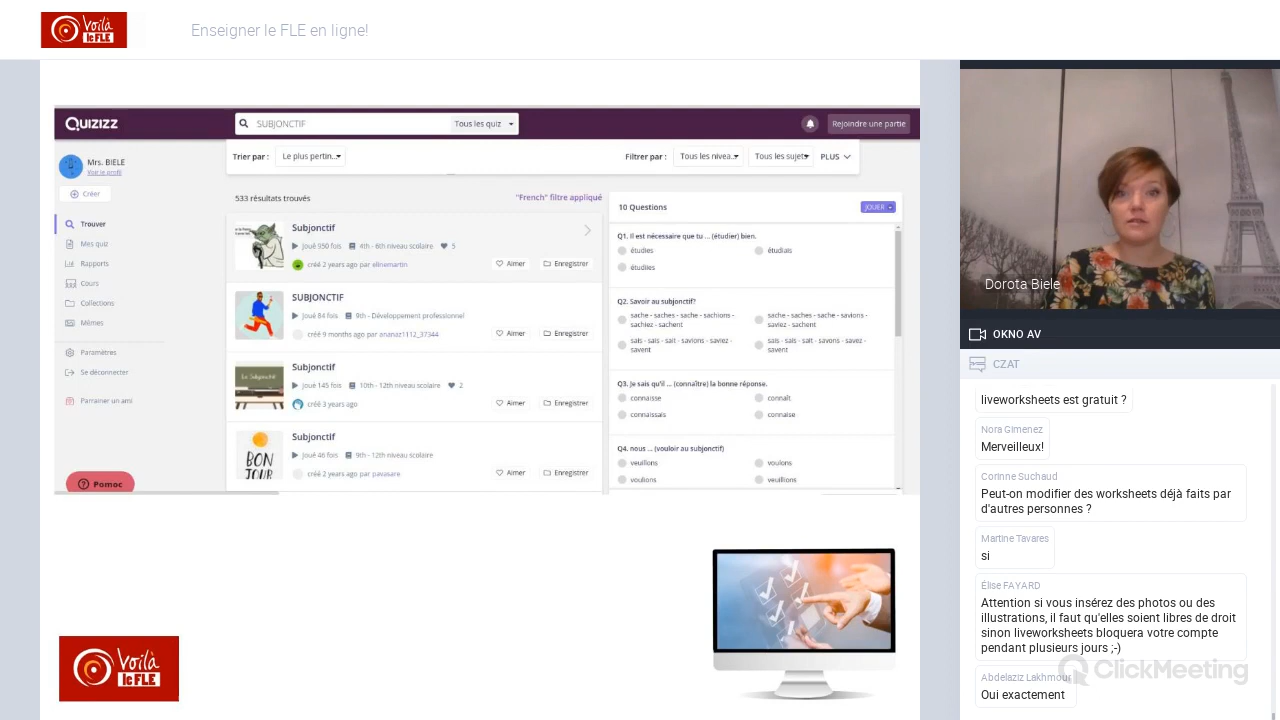 Voilà
le FLE
Enseigner le FLE en ligne!
QUIZIZZ
SUBJONCTIF
Tous les quiz
Rejoindre une partie
Mrs. BIELE
Voir le profil
Créer
Trouver
Mes quiz
Rapports
Cours
Collections
Mèmes
Paramètres
Se déconnecter
Parrainer un ami
Pomoc
Trier par :
Le plus pertin...
Filtrer par :
Tous les nivea...
Tous les sujets
PLUS
533 résultats trouvés
"French" filtre appliqué
Subjonctif
Joué 950 fois
4th - 6th niveau scolaire
5
créé 2 years ago par elinemartin
Aimer
Enregistrer
SUBJONCTIF
Joué 84 fois
9th - Développement professionnel
créé 9 months ago par ananaz1112_37344
Aimer
Enregistrer
Le Subjonctif
Subjonctif
Joué 145 fois
10th - 12th niveau scolaire
2
créé 3 years ago
Aimer
Enregistrer
BON
JOUR
Subjonctif
Joué 46 fois
9th - 12th niveau scolaire
créé 2 years ago par pavasare
Aimer
Enregistrer
10 Questions
JOUER
Q1. Il est nécessaire que tu ... (étudier) bien.
étudies
étudiais
étudiies
Q2. Savoir au subjonctif?
sache - saches - sache - sachions -
sachiez - sachent
sache - saches - sache - savions -
saviez - sachent
sais - sais - sait - savions - saviez -
savent
sais - sais - sait - savons - savez -
savent
Q3. Je sais qu'il ... (connaître) la bonne réponse.
connaisse
connaît
connaissais
connaise
Q4. nous ... (vouloir au subjonctif)
veuillons
voulons
voulions
veuillions
Voilà
le FLE
Dorota Biele
OKNO AV
CZAT
liveworksheets est gratuit ?
Nora Gimenez
Merveilleux!
Corinne Suchaud
Peut-on modifier des worksheets déjà faits par
d'autres personnes ?
Martine Tavares
si
Élise FAYARD
Attention si vous insérez des photos ou des
illustrations, il faut qu'elles soient libres de droit
sinon liveworksheets bloquera votre compte
pendant plusieurs jours ;-)
Abdelaziz Lakhmour
Oui exactement
ClickMeeting